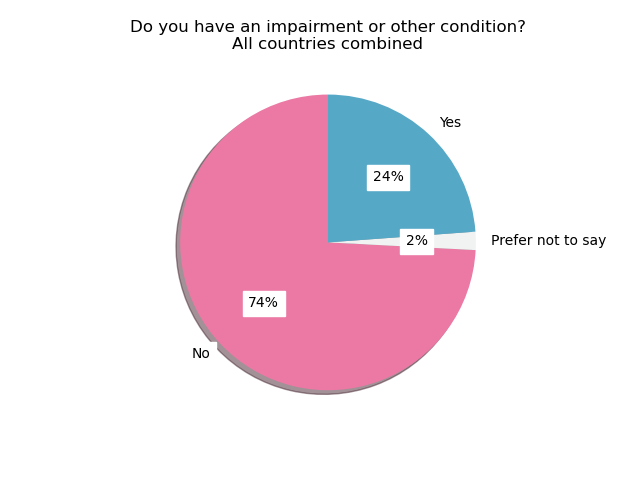 Do you have an impairment or other condition?
All countries combined
Yes
24%
2%
Prefer not to say
74%
No